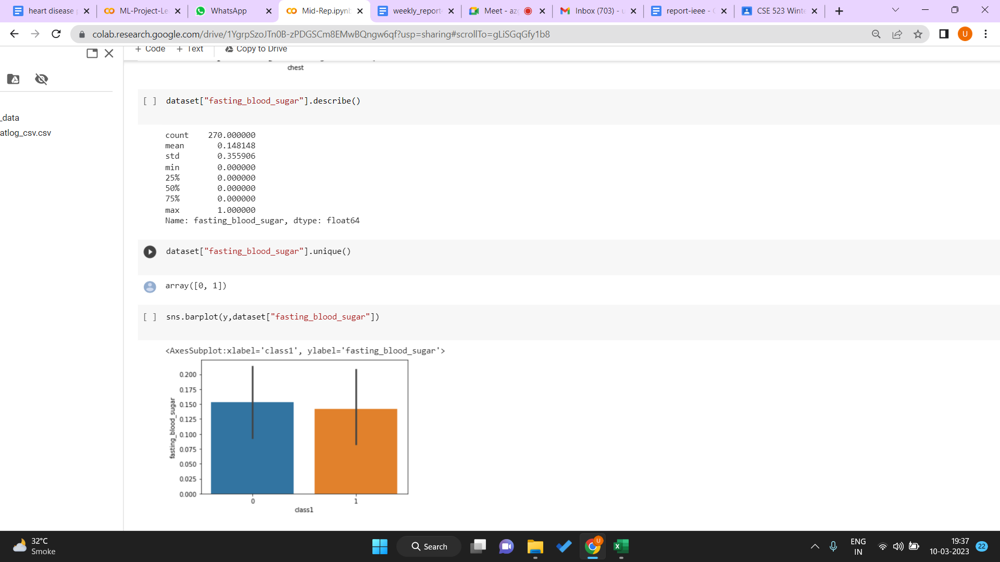 heart disease
ML-Project-Le
WhatsApp
Mid-Rep.ipynb
weekly_report
Meet - az
Inbox (703) - u
report-ieee -
CSE 523 Winte
colab.research.google.com/drive/1YgrpSzoJTn0B-zPDGSCm8EMwBQngw6qf?usp=sharing#scrollTo=gLiSGqGfy1b8
U
+ Code + Text Copy to Drive
_data
atlog_csv.csv
chest
[ ] dataset["fasting_blood_sugar"].describe()
count 270.000000
mean 0.148148
std 0.355906
min 0.000000
25% 0.000000
50% 0.000000
75% 0.000000
max 1.000000
Name: fasting_blood_sugar, dtype: float64
dataset["fasting_blood_sugar"].unique()
array([0, 1])
[ ] sns.barplot(y,dataset["fasting_blood_sugar"])
<AxesSubplot:xlabel='class1', ylabel='fasting_blood_sugar'>
0.200
0.175
0.150
0.125
0.100
0.075
0.050
0.025
0.000
fasting_blood_sugar
0 1
class1
32°C
Smoke
Search
U
ENG
IN
19:37
10-03-2023
22